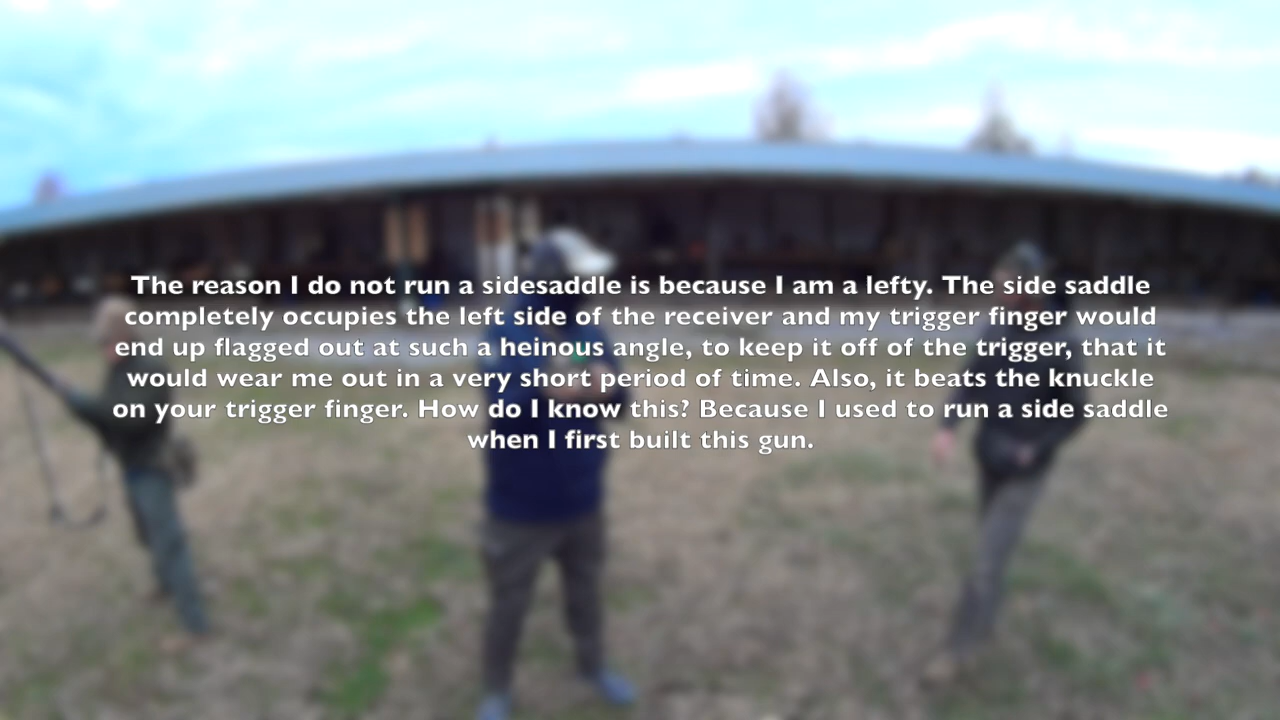 The reason I do not run a sidesaddle is because I am a lefty. The side saddle
completely occupies the left side of the receiver and my trigger finger would
end up flagged out at such a heinous angle, to keep it off of the trigger, that it
would wear me out in a very short period of time. Also, it beats the knuckle
on your trigger finger. How do I know this? Because I used to run a side saddle
when I first built this gun.